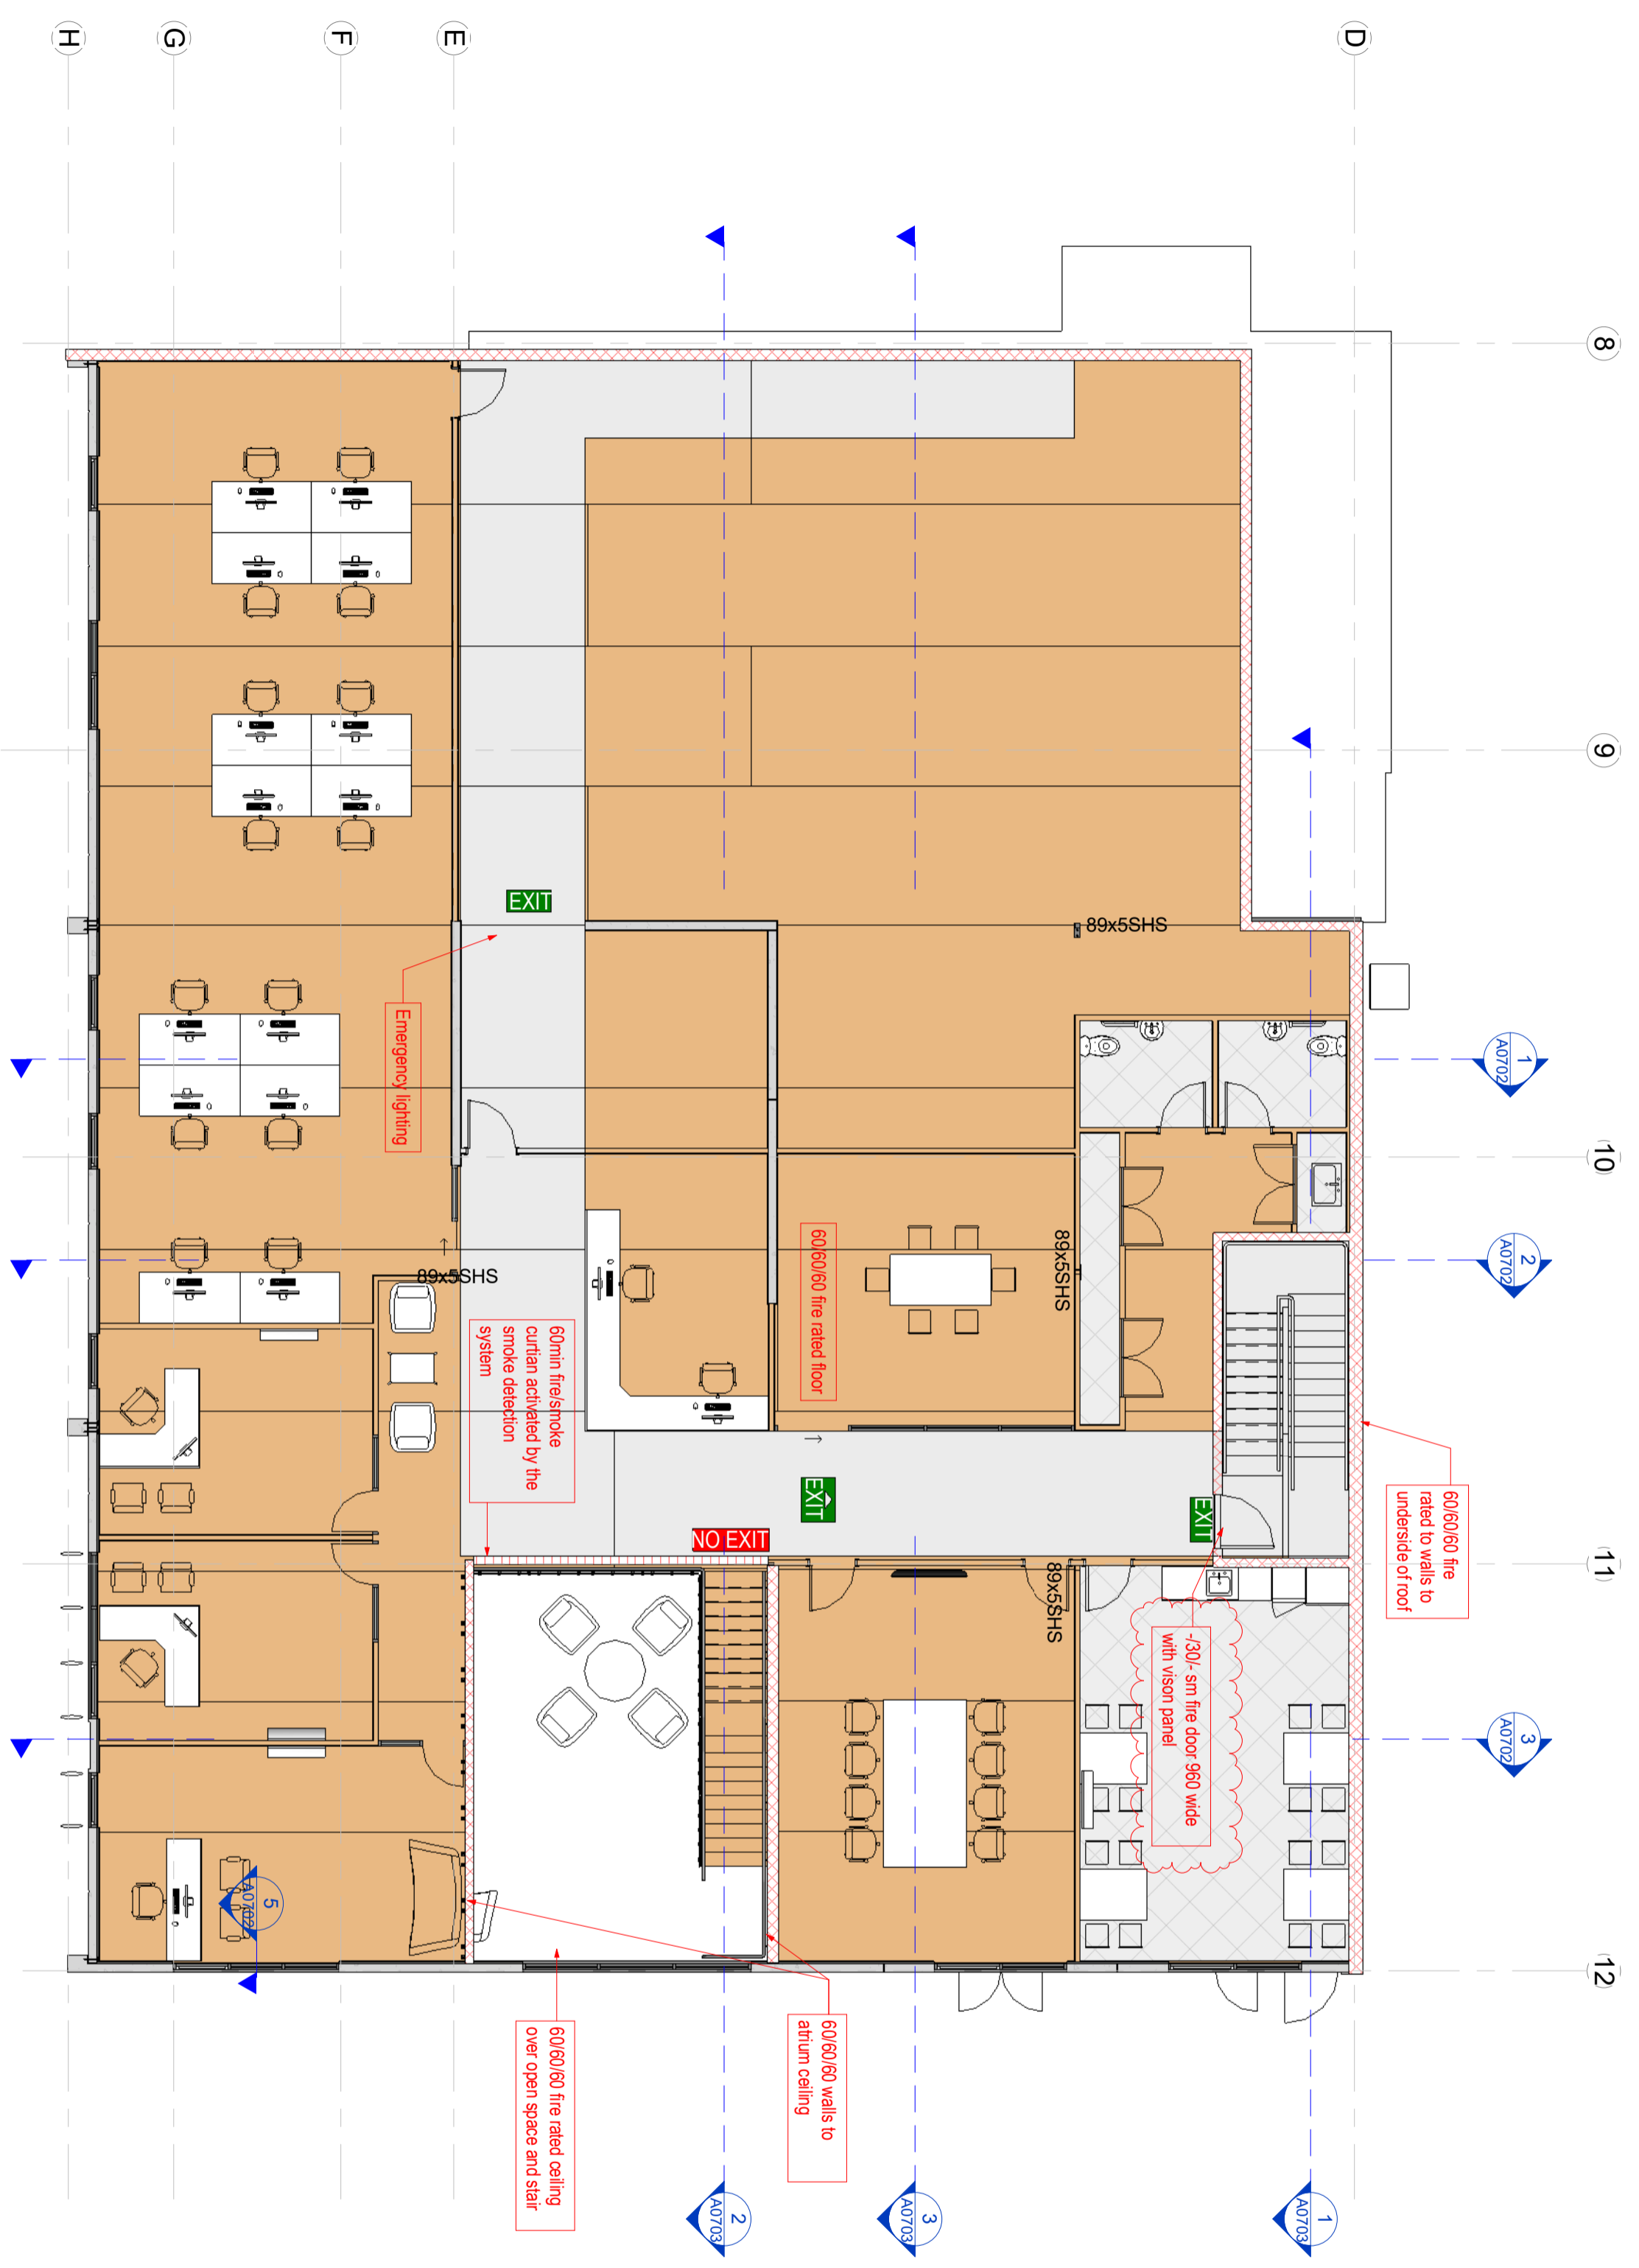 H
G
F
E
D
8
9
10
11
12
EXIT
Emergency lighting
89x5SHS
1
A0702
2
A0702
3
A0702
60/60/60 fire rated floor
89x5SHS
89x5SHS
60min fire/smoke
curtian activated by the
smoke detection
system
EXIT
NO EXIT
EXIT
60/60/60 fire
rated to walls to
underside of roof
89x5SHS
-/30/- sm fire door 960 wide
with vison panel
5
A0702
60/60/60 walls to
atrium ceiling
60/60/60 fire rated ceiling
over open space and stair
2
A0703
3
A0703
1
A0703